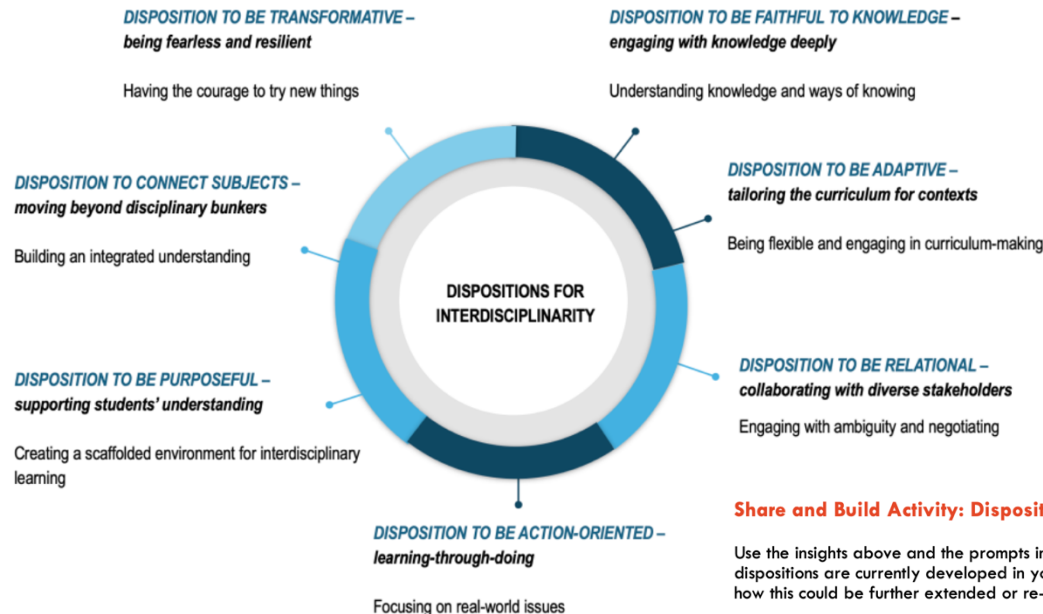 DISPOSITION TO BE TRANSFORMATIVE –
being fearless and resilient
Having the courage to try new things
DISPOSITION TO BE FAITHFUL TO KNOWLEDGE –
engaging with knowledge deeply
Understanding knowledge and ways of knowing
DISPOSITION TO CONNECT SUBJECTS –
moving beyond disciplinary bunkers
Building an integrated understanding
DISPOSITION TO BE ADAPTIVE –
tailoring the curriculum for contexts
Being flexible and engaging in curriculum-making
DISPOSITIONS FOR
INTERDISCIPLINARITY
DISPOSITION TO BE PURPOSEFUL –
supporting students' understanding
Creating a scaffolded environment for interdisciplinary
learning
DISPOSITION TO BE RELATIONAL –
collaborating with diverse stakeholders
Engaging with ambiguity and negotiating
DISPOSITION TO BE ACTION-ORIENTED –
learning-through-doing
Focusing on real-world issues
Share and Build Activity:
Use the insights above and the prompts
dispositions are currently developed in
how this could be further extended or